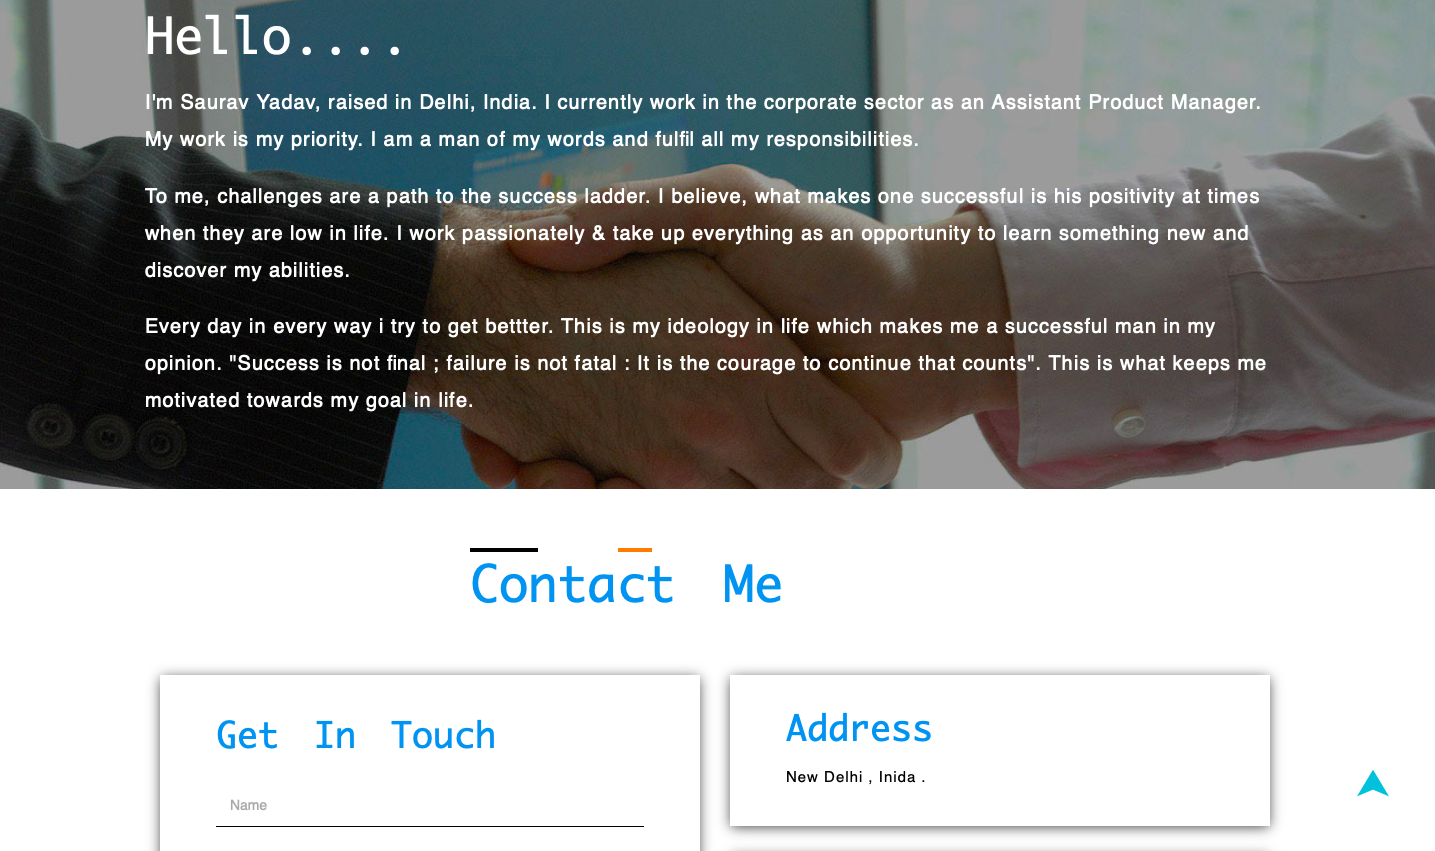 Hello....
I'm Saurav Yadav, raised in Delhi, India. I currently work in the corporate sector as an Assistant Product Manager.
My work is my priority. I am a man of my words and fulfil all my responsibilities.
To me, challenges are a path to the success ladder. I believe, what makes one successful is his positivity at times
when they are low in life. I work passionately & take up everything as an opportunity to learn something new and
discover my abilities.
Every day in every way i try to get bettter. This is my ideology in life which makes me a successful man in my
opinion. "Success is not final ; failure is not fatal : It is the courage to continue that counts". This is what keeps me
motivated towards my goal in life.
Contact Me
Get In Touch
Name
Address
New Delhi , Inida .